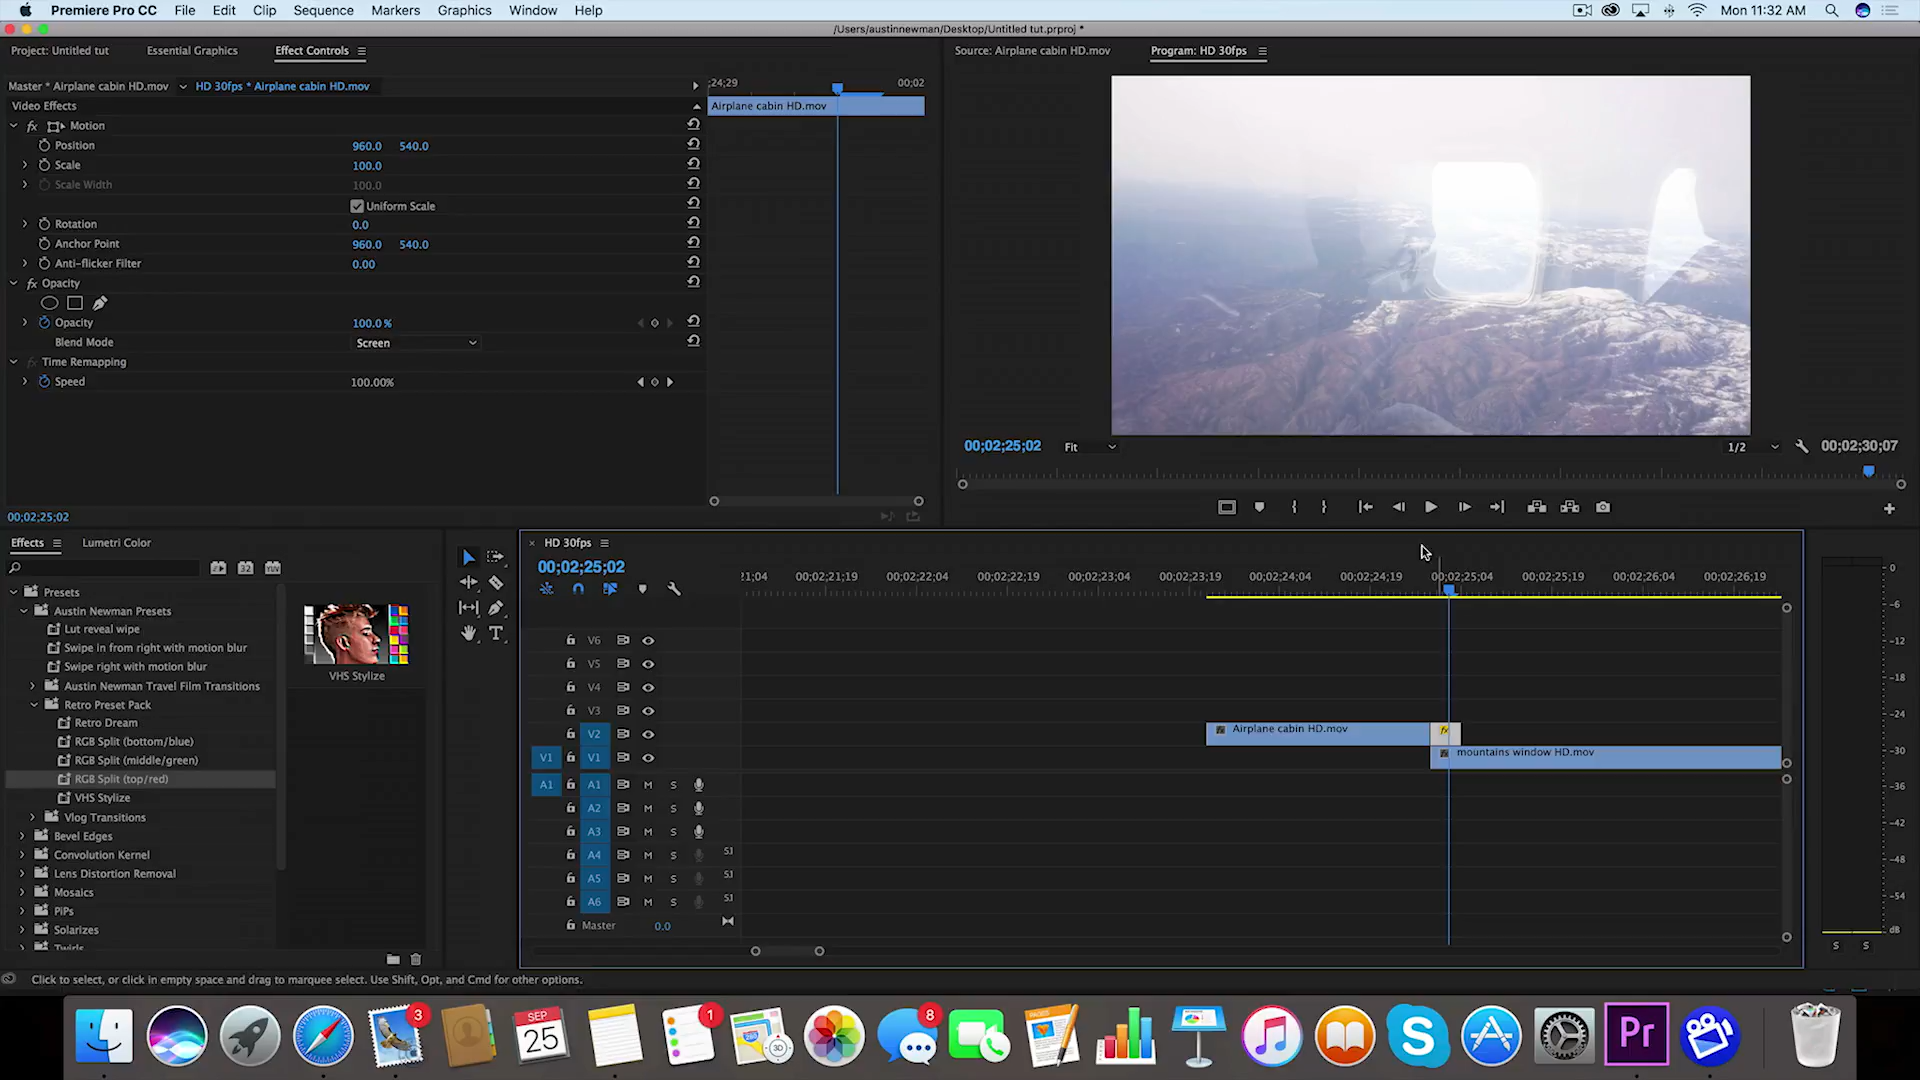 Premiere Pro CC File Edit Clip Sequence Markers Graphics Window Help Mon 11:32 AM
/Users/austinnewman/Desktop/Untitled tut.prproj *
Project: Untitled tut Essential Graphics Effect Controls
Source: Airplane cabin HD.mov Program: HD 30fps
Master * Airplane cabin HD.mov HD 30fps * Airplane cabin HD.mov
;24;29 00;02
Video Effects
Airplane cabin HD.mov
fx Motion
Position 960.0 540.0
Scale 100.0
Scale Width 100.0
Uniform Scale
Rotation 0.0
Anchor Point 960.0 540.0
Anti-flicker Filter 0.00
fx Opacity
Opacity 100.0 %
Blend Mode Screen
Time Remapping
Speed 100.00%
00;02;25;02
00;02;25;02 Fit 1/2 00;02;30;07
Effects Lumetri Color
32 YUV
Presets
Austin Newman Presets
Lut reveal wipe
Swipe in from right with motion blur
Swipe right with motion blur
Austin Newman Travel Film Transitions
Retro Preset Pack
Retro Dream
RGB Split (bottom/blue)
RGB Split (middle/green)
RGB Split (top/red)
VHS Stylize
Vlog Transitions
Bevel Edges
Convolution Kernel
Lens Distortion Removal
Mosaics
PiPs
Solarizes
Twirls
VHS Stylize
T
HD 30fps
00;02;25;02
21;04 00;02;21;19 00;02;22;04 00;02;22;19 00;02;23;04 00;02;23;19 00;02;24;04 00;02;24;19 00;02;25;04 00;02;25;19 00;02;26;04 00;02;26;19
V6
V5
V4
V3
V2 Airplane cabin HD.mov fx
V1 V1 mountains window HD.mov
A1 A1 M S
A2 M S
A3 M S
A4 M S 5.1
A5 M S 5.1
A6 M S 5.1
Master 0.0
0
-6
-12
-18
-24
-30
-36
-42
-48
-54
dB
S S
Click to select, or click in empty space and drag to marquee select. Use Shift, Opt, and Cmd for other options.
3 SEP 25 1 3D 8 PAGES S Pr